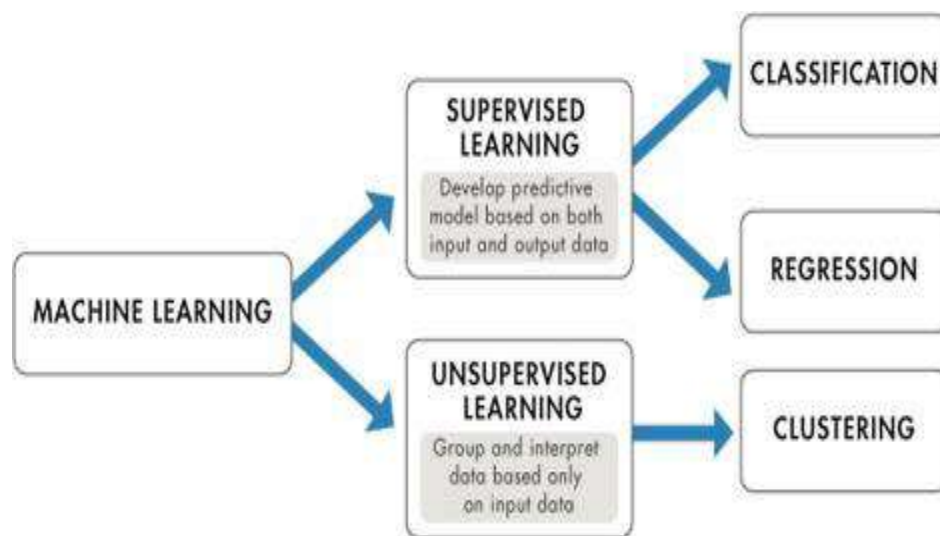 MACHINE LEARNING
SUPERVISED
LEARNING
Develop predictive
model based on both
input and output data
UNSUPERVISED
LEARNING
Group and interpret
data based only
on input data
CLASSIFICATION
REGRESSION
CLUSTERING